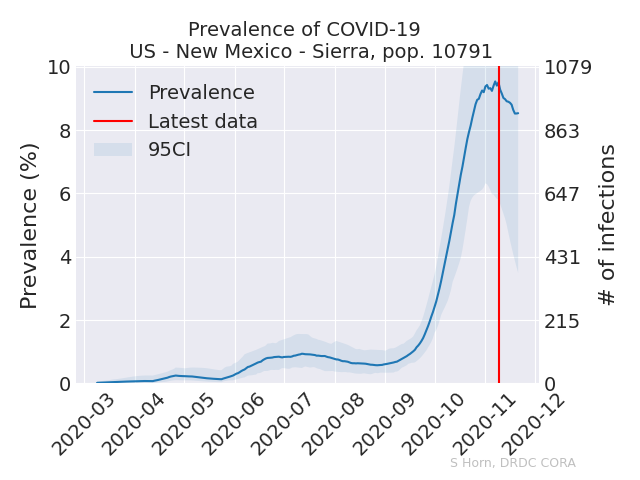 Prevalence of COVID-19
US - New Mexico - Sierra, pop. 10791
Prevalence
Latest data
95CI
Prevalence (%)
10
8
6
4
2
0
1079
863
647
431
215
0
# of infections
2020-03
2020-04
2020-05
2020-06
2020-07
2020-08
2020-09
2020-10
2020-11
2020-12
S Horn, DRDC CORA